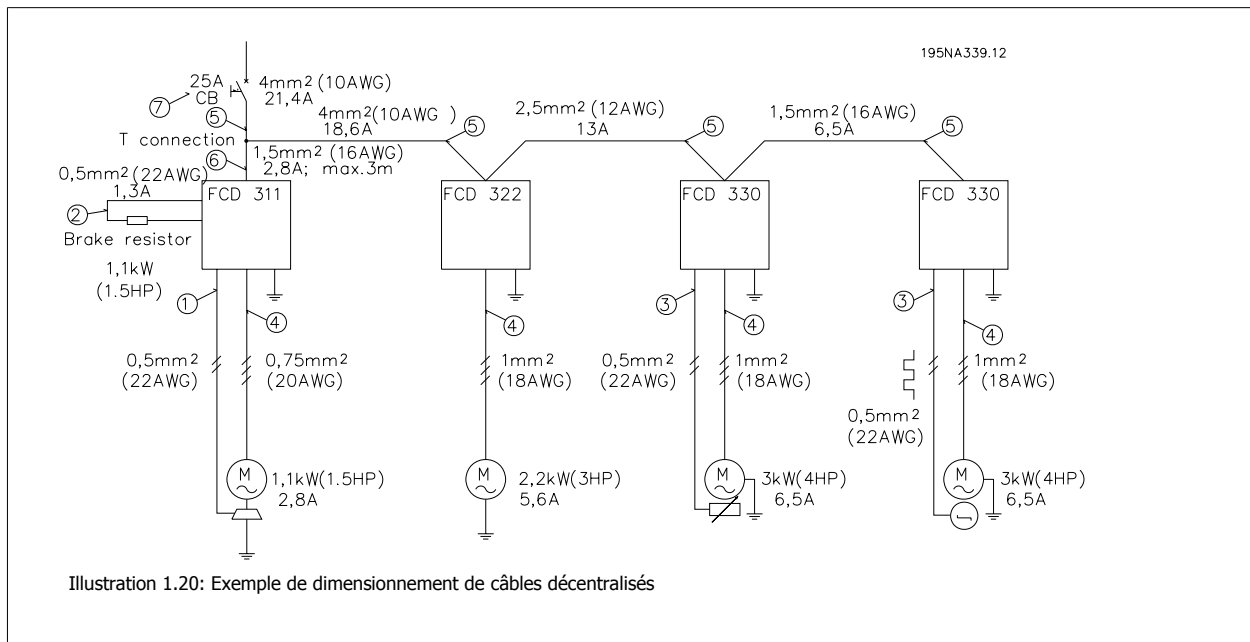 195NA339.12
25A
CB
7
4mm² (10AWG)
21,4A
5
T connection
4mm² (10AWG )
18,6A
5
2,5mm² (12AWG)
13A
5
1,5mm² (16AWG)
6,5A
5
6
1,5mm² (16AWG)
2,8A; max.3m
0,5mm² (22AWG)
1,3A
2
Brake resistor
FCD 311
FCD 322
FCD 330
FCD 330
1,1kW
(1.5HP)
1
4
4
3
4
3
4
0,5mm²
(22AWG)
0,75mm²
(20AWG)
1mm²
(18AWG)
0,5mm²
(22AWG)
1mm²
(18AWG)
1mm²
(18AWG)
0,5mm²
(22AWG)
M
1,1kW(1.5HP)
2,8A
M
2,2kW(3HP)
5,6A
M
3kW(4HP)
6,5A
M
3kW(4HP)
6,5A
Illustration 1.20: Exemple de dimensionnement de câbles décentralisés